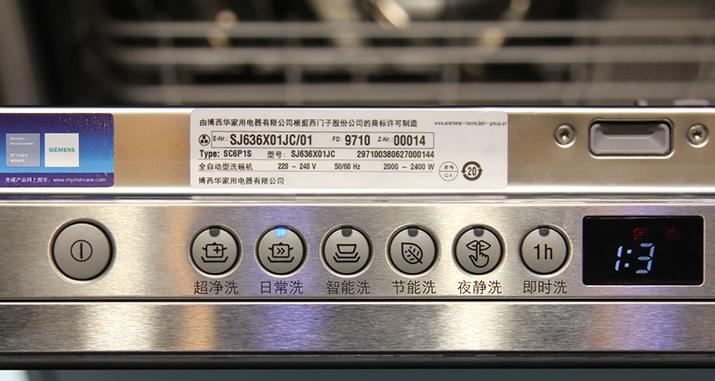 由博西华家用电器有限公司根据西门子股份公司的商标许可制造
E-Nr. SJ636X01JC/01 FD: 9710 Z-Nr. 00014
Type: SC6P1S 型号: SJ636X01JC 297100380627000144
全自动型洗碗机 220 - 240 V 50/60 Hz 2000 - 2400 W
博西华家用电器有限公司
20
SIEMENS
www.mydishcare.com
1h
超净洗 日常洗 智能洗 节能洗 夜静洗 即时洗
1:3